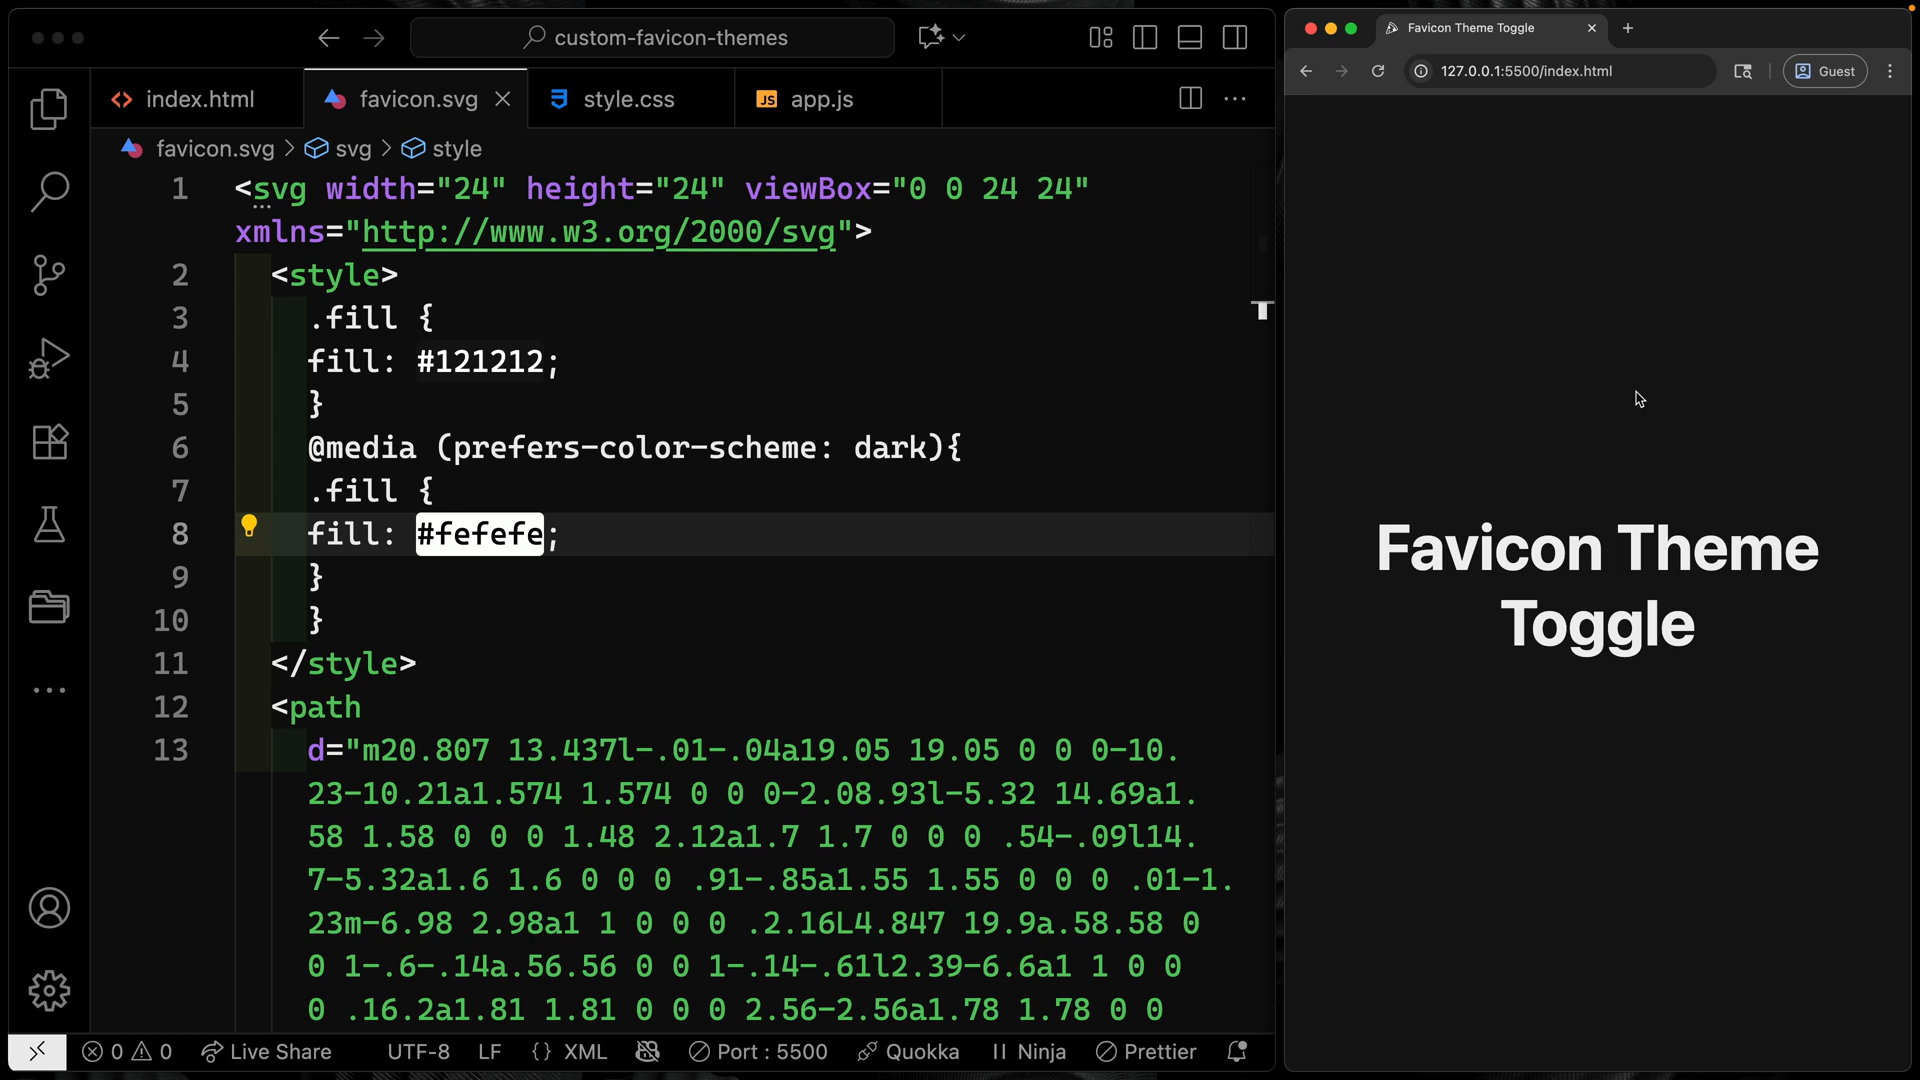 custom-favicon-themes
index.html
favicon.svg
style.css
JS app.js
favicon.svg > svg > style
1 <svg width="24" height="24" viewBox="0 0 24 24"
xmlns="http://www.w3.org/2000/svg">
2 <style>
3 .fill {
4 fill: #121212;
5 }
6 @media (prefers-color-scheme: dark){
7 .fill {
8 fill: #fefefe;
9 }
10 }
11 </style>
12 <path
13 d="m20.807 13.437l-.01-.04a19.05 19.05 0 0 0-10.
23-10.21a1.574 1.574 0 0 0-2.08.93l-5.32 14.69a1.
58 1.58 0 0 0 1.48 2.12a1.7 1.7 0 0 0 .54-.09l14.
7-5.32a1.6 1.6 0 0 0 .91-.85a1.55 1.55 0 0 0 .01-1.
23m-6.98 2.98a1 1 0 0 0 .2.16L4.847 19.9a.58.58 0
0 1-.6-.14a.56.56 0 0 1-.14-.61l2.39-6.6a1 1 0 0
0 .16.2a1.81 1.81 0 0 0 2.56-2.56a1.78 1.78 0 0
0 0 Live Share UTF-8 LF {} XML Port : 5500 Quokka Ninja Prettier
Favicon Theme Toggle
127.0.0.1:5500/index.html
Guest
Favicon Theme
Toggle